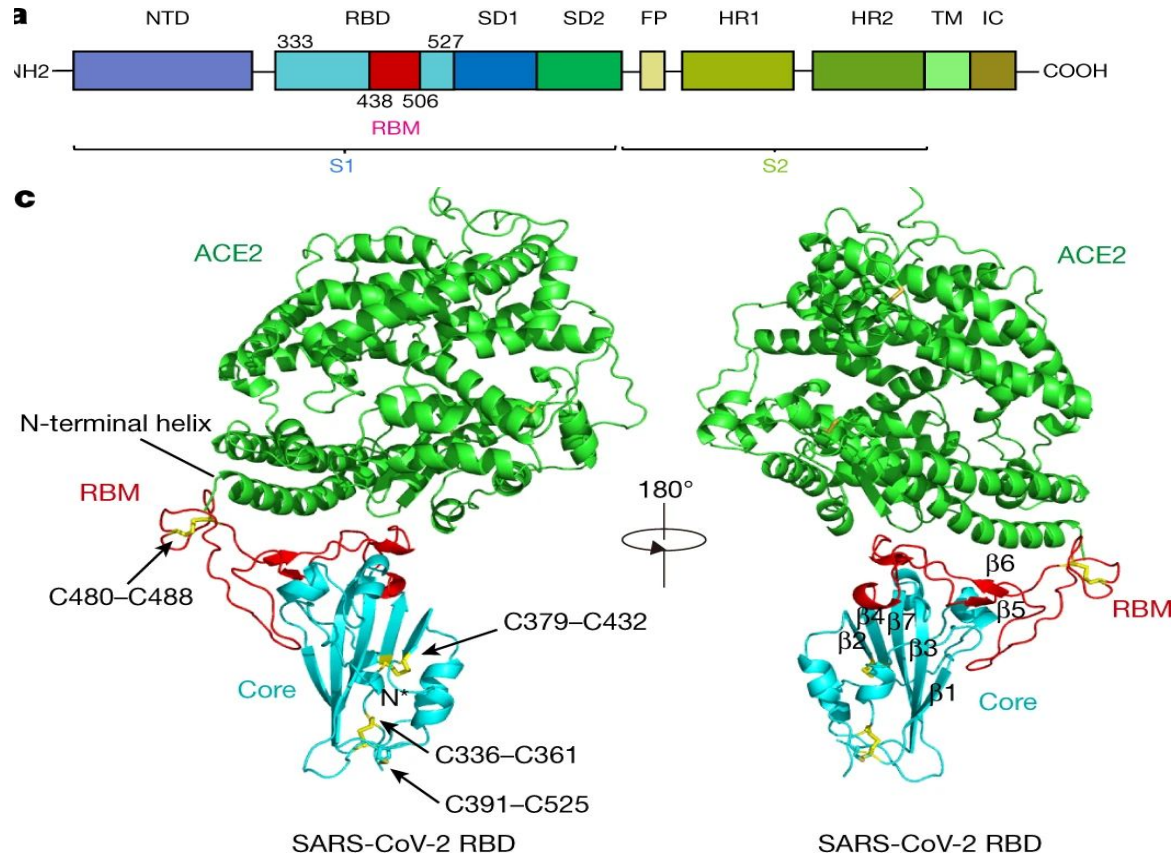 a
NTD RBD SD1 SD2 FP HR1 HR2 TM IC
333 527
NH2 COOH
438 506
RBM
S1 S2
c
ACE2 ACE2
N-terminal helix
RBM
180°
C480–C488
β6
β5
RBM
C379–C432
β4
β7
β2
β3
Core
N*
β1
Core
C336–C361
C391–C525
SARS-CoV-2 RBD SARS-CoV-2 RBD